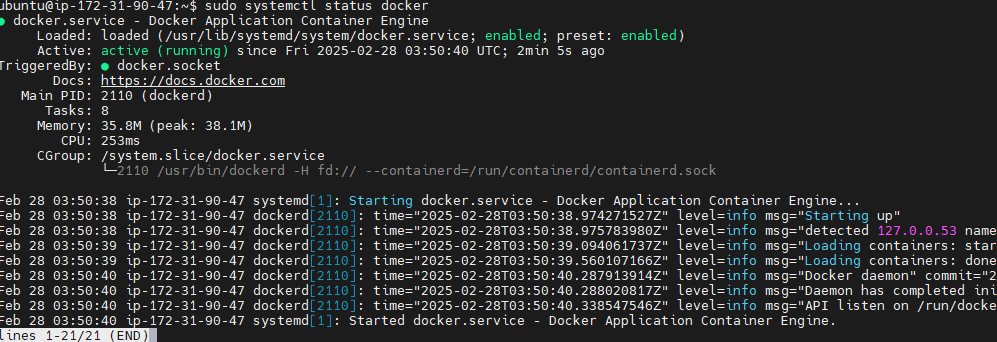 ubuntu@ip-172-31-90-47:~$ sudo systemctl status docker
● docker.service - Docker Application Container Engine
     Loaded: loaded (/usr/lib/systemd/system/docker.service; enabled; preset: enabled)
     Active: active (running) since Fri 2025-02-28 03:50:40 UTC; 2min 5s ago
TriggeredBy: ● docker.socket
       Docs: https://docs.docker.com
   Main PID: 2110 (dockerd)
      Tasks: 8
     Memory: 35.8M (peak: 38.1M)
        CPU: 253ms
     CGroup: /system.slice/docker.service
             └─2110 /usr/bin/dockerd -H fd:// --containerd=/run/containerd/containerd.sock

Feb 28 03:50:38 ip-172-31-90-47 systemd[1]: Starting docker.service - Docker Application Container Engine...
Feb 28 03:50:38 ip-172-31-90-47 dockerd[2110]: time="2025-02-28T03:50:38.974271527Z" level=info msg="Starting up"
Feb 28 03:50:38 ip-172-31-90-47 dockerd[2110]: time="2025-02-28T03:50:38.975783980Z" level=info msg="detected 127.0.0.53 name
Feb 28 03:50:39 ip-172-31-90-47 dockerd[2110]: time="2025-02-28T03:50:39.094061737Z" level=info msg="Loading containers: star
Feb 28 03:50:39 ip-172-31-90-47 dockerd[2110]: time="2025-02-28T03:50:39.560107166Z" level=info msg="Loading containers: done
Feb 28 03:50:40 ip-172-31-90-47 dockerd[2110]: time="2025-02-28T03:50:40.287913914Z" level=info msg="Docker daemon" commit="2
Feb 28 03:50:40 ip-172-31-90-47 dockerd[2110]: time="2025-02-28T03:50:40.288020817Z" level=info msg="Daemon has completed ini
Feb 28 03:50:40 ip-172-31-90-47 dockerd[2110]: time="2025-02-28T03:50:40.338547546Z" level=info msg="API listen on /run/docke
Feb 28 03:50:40 ip-172-31-90-47 systemd[1]: Started docker.service - Docker Application Container Engine.
lines 1-21/21 (END)